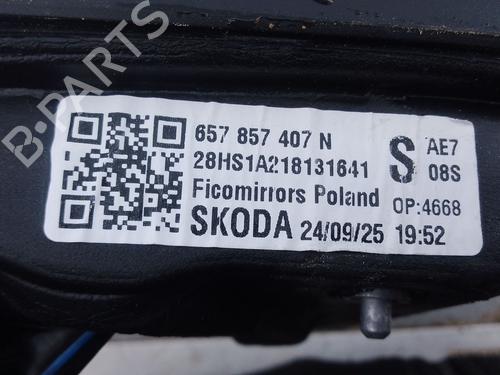 B-PARTS
657 857 407 N
28HS1A218131641
Ficomirrors Poland
SKODA 24/09/25 19:52
S
AE7
08S
OP:4668